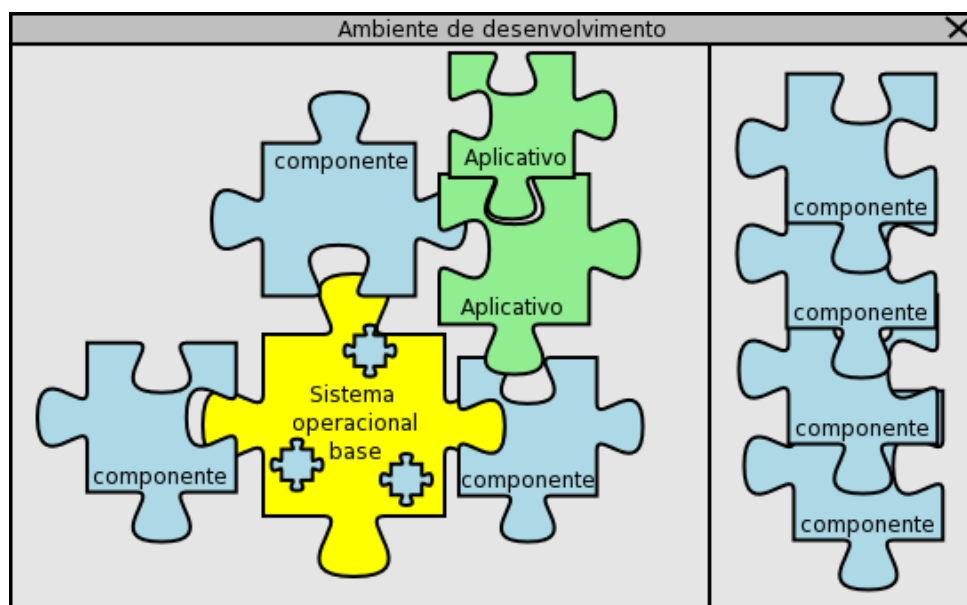 Ambiente de desenvolvimento
componente
Aplicativo
Aplicativo
Sistema
operacional
base
componente
componente
componente
componente
componente
componente